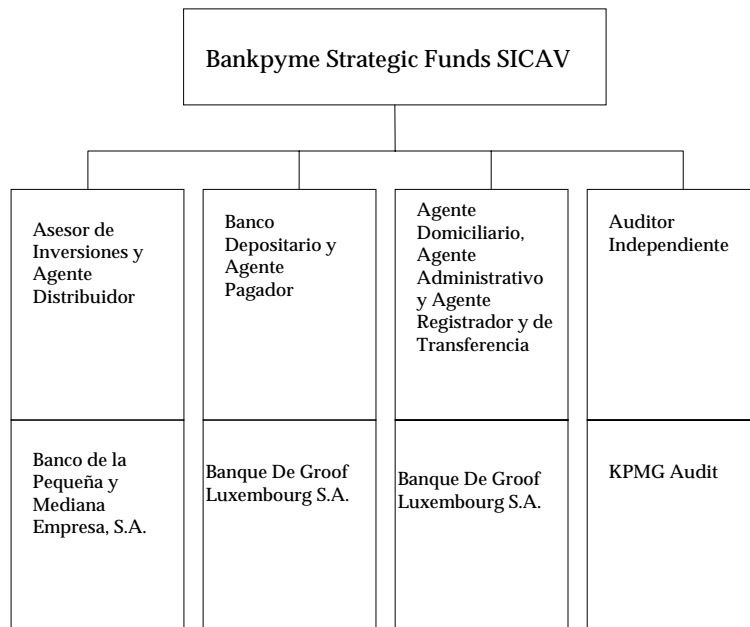 Bankpyme Strategic Funds SICAV
Asesor de
Inversiones y
Agente
Distribuidor
Banco
Depositario y
Agente
Pagador
Agente
Domiciliario,
Agente
Administrativo
y Agente
Registrador y de
Transferencia
Auditor
Independiente
Banco de la
Pequeña y
Mediana
Empresa, S.A.
Banque De Groof
Luxembourg S.A.
Banque De Groof
Luxembourg S.A.
KPMG Audit